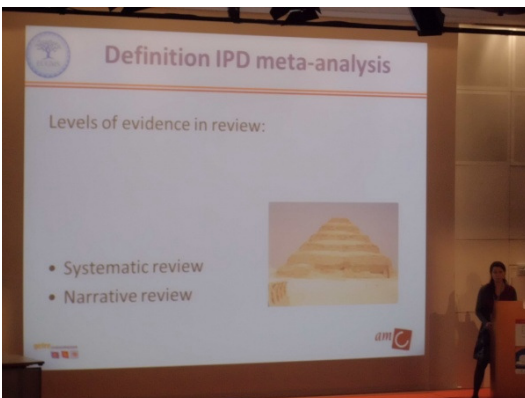 Definition IPD meta-analysis
Levels of evidence in review:
• Systematic review
• Narrative review
amC